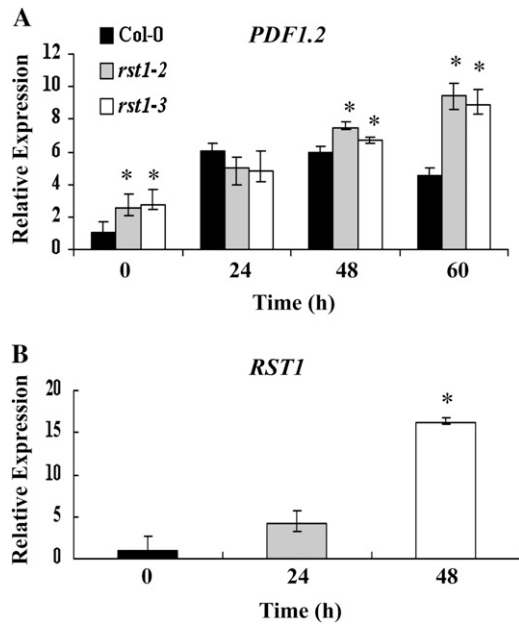 A
PDF1.2
Col-0
rst1-2
rst1-3
Relative Expression
12
10
8
6
4
2
0
* * * * * *
0 24 48 60
Time (h)
B
RST1
Relative Expression
20
15
10
5
0
*
0 24 48
Time (h)